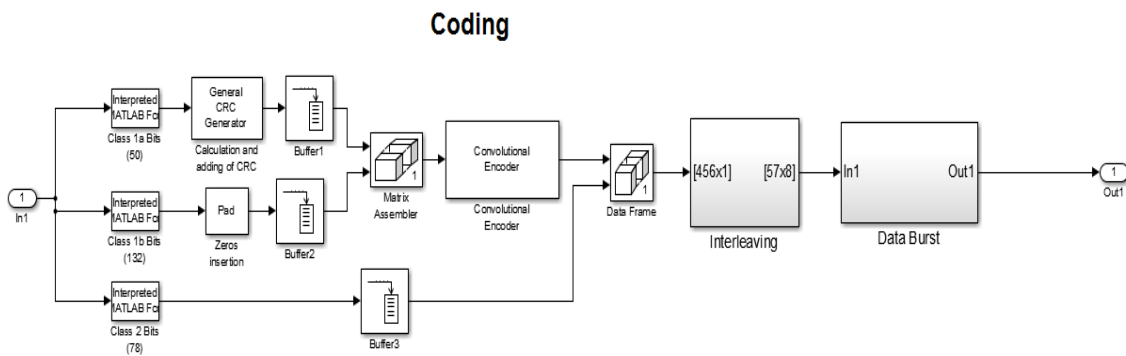 Coding
Interpreted
MATLAB Fcn
Class 1a Bits
(50)
General
CRC
Generator
Calculation and
adding of CRC
Buffer1
1
In1
Interpreted
MATLAB Fcn
Class 1b Bits
(132)
Pad
Zeros
insertion
Buffer2
1
Matrix
Assembler
Convolutional
Encoder
Convolutional
Encoder
1
Data Frame
[456x1]
[57x8]
Interleaving
In1
Out1
Data Burst
1
Out1
Interpreted
MATLAB Fcn
Class 2 Bits
(78)
Buffer3